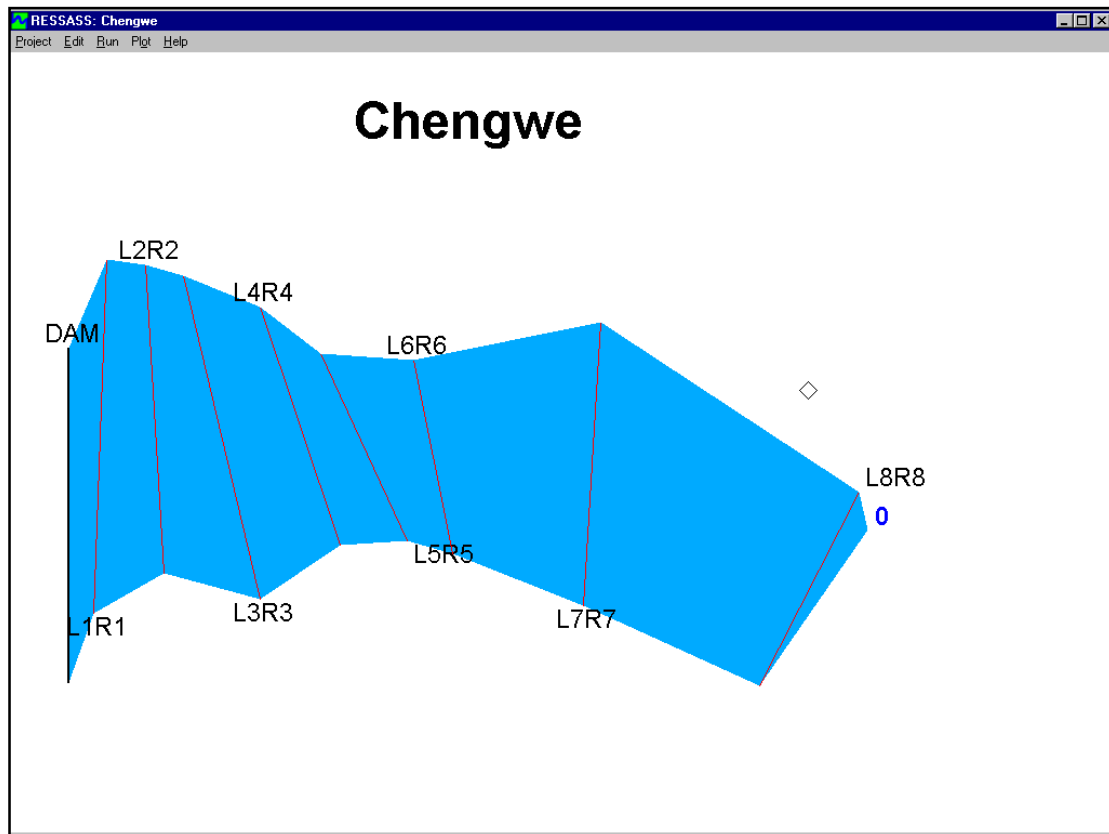 RESSASS: Chengwe
Project Edit Run Plot Help
Chengwe
L2R2
L4R4
DAM
L6R6
L8R8
0
L5R5
L3R3
L7R7
L1R1